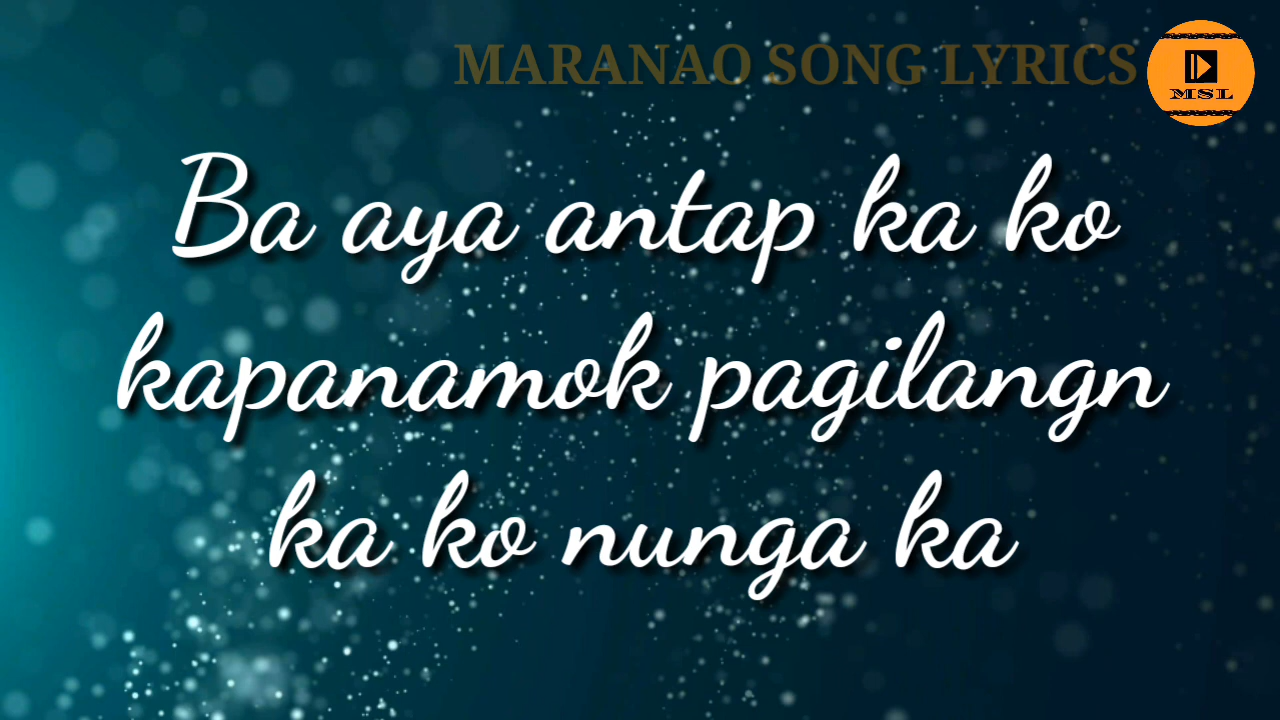 MARANAO SONG LYRICS
MSL
Ba aya antap ka ko
kapanamok pagilangn
ka ko nunga ka